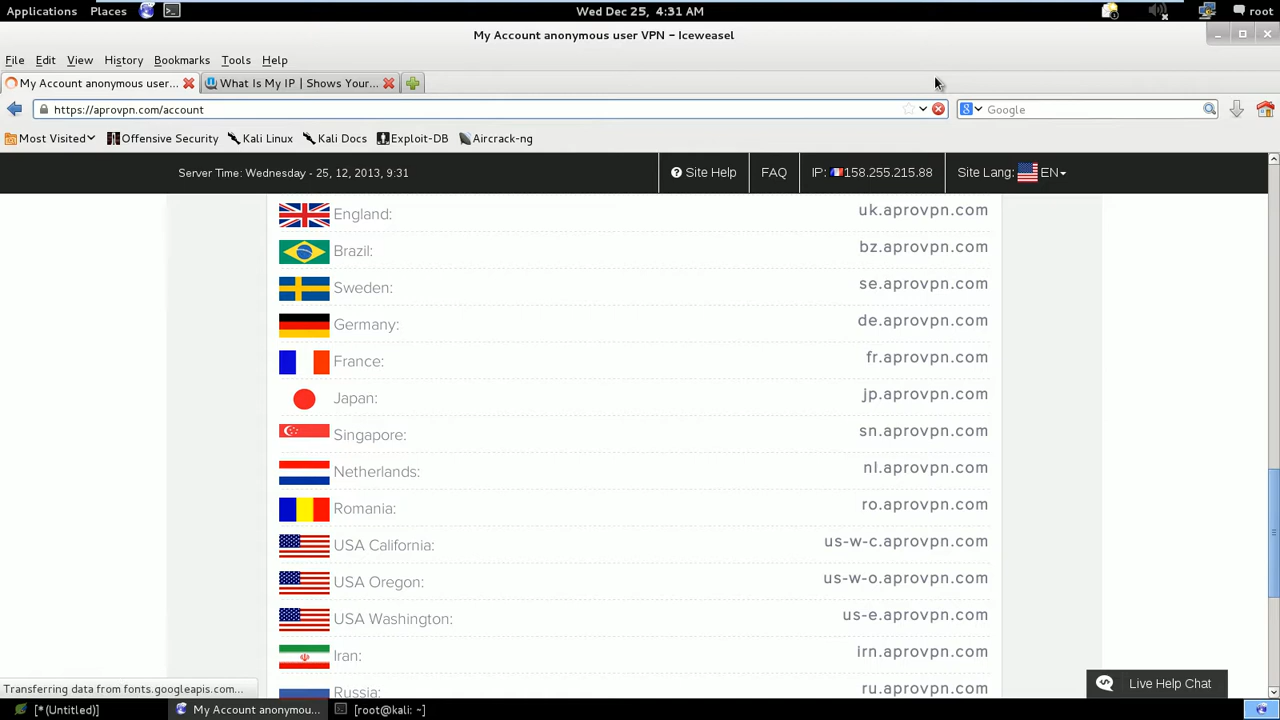 Applications Places Wed Dec 25, 4:31 AM root
My Account anonymous user VPN - Iceweasel
File Edit View History Bookmarks Tools Help
My Account anonymous user... What Is My IP | Shows Your...
https://aprovpn.com/account Google
Most Visited Offensive Security Kali Linux Kali Docs Exploit-DB Aircrack-ng
Server Time: Wednesday - 25, 12, 2013, 9:31 Site Help FAQ IP: 158.255.215.88 Site Lang: EN
England: uk.aprovpn.com
Brazil: bz.aprovpn.com
Sweden: se.aprovpn.com
Germany: de.aprovpn.com
France: fr.aprovpn.com
Japan: jp.aprovpn.com
Singapore: sn.aprovpn.com
Netherlands: nl.aprovpn.com
Romania: ro.aprovpn.com
USA California: us-w-c.aprovpn.com
USA Oregon: us-w-o.aprovpn.com
USA Washington: us-e.aprovpn.com
Iran: irn.aprovpn.com
Russia: ru.aprovpn.com
Live Help Chat
Transferring data from fonts.googleapis.com...
[*(Untitled)] My Account anonymou... [root@kali: ~]